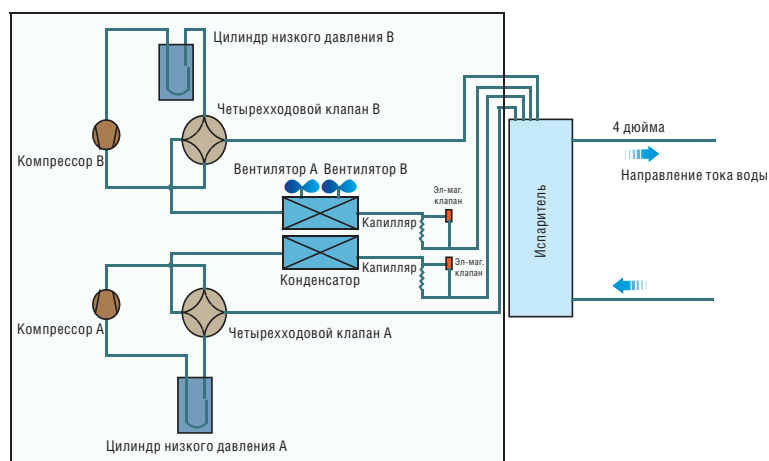 Цилиндр низкого давления В
Четырехходовой клапан В
Компрессор В
Вентилятор А Вентилятор В
Эл-маг.
клапан
Капилляр
4 дюйма
Направление тока воды
Испаритель
Эл-маг.
клапан
Капилляр
Конденсатор
Компрессор А
Четырехходовой клапан А
Цилиндр низкого давления А